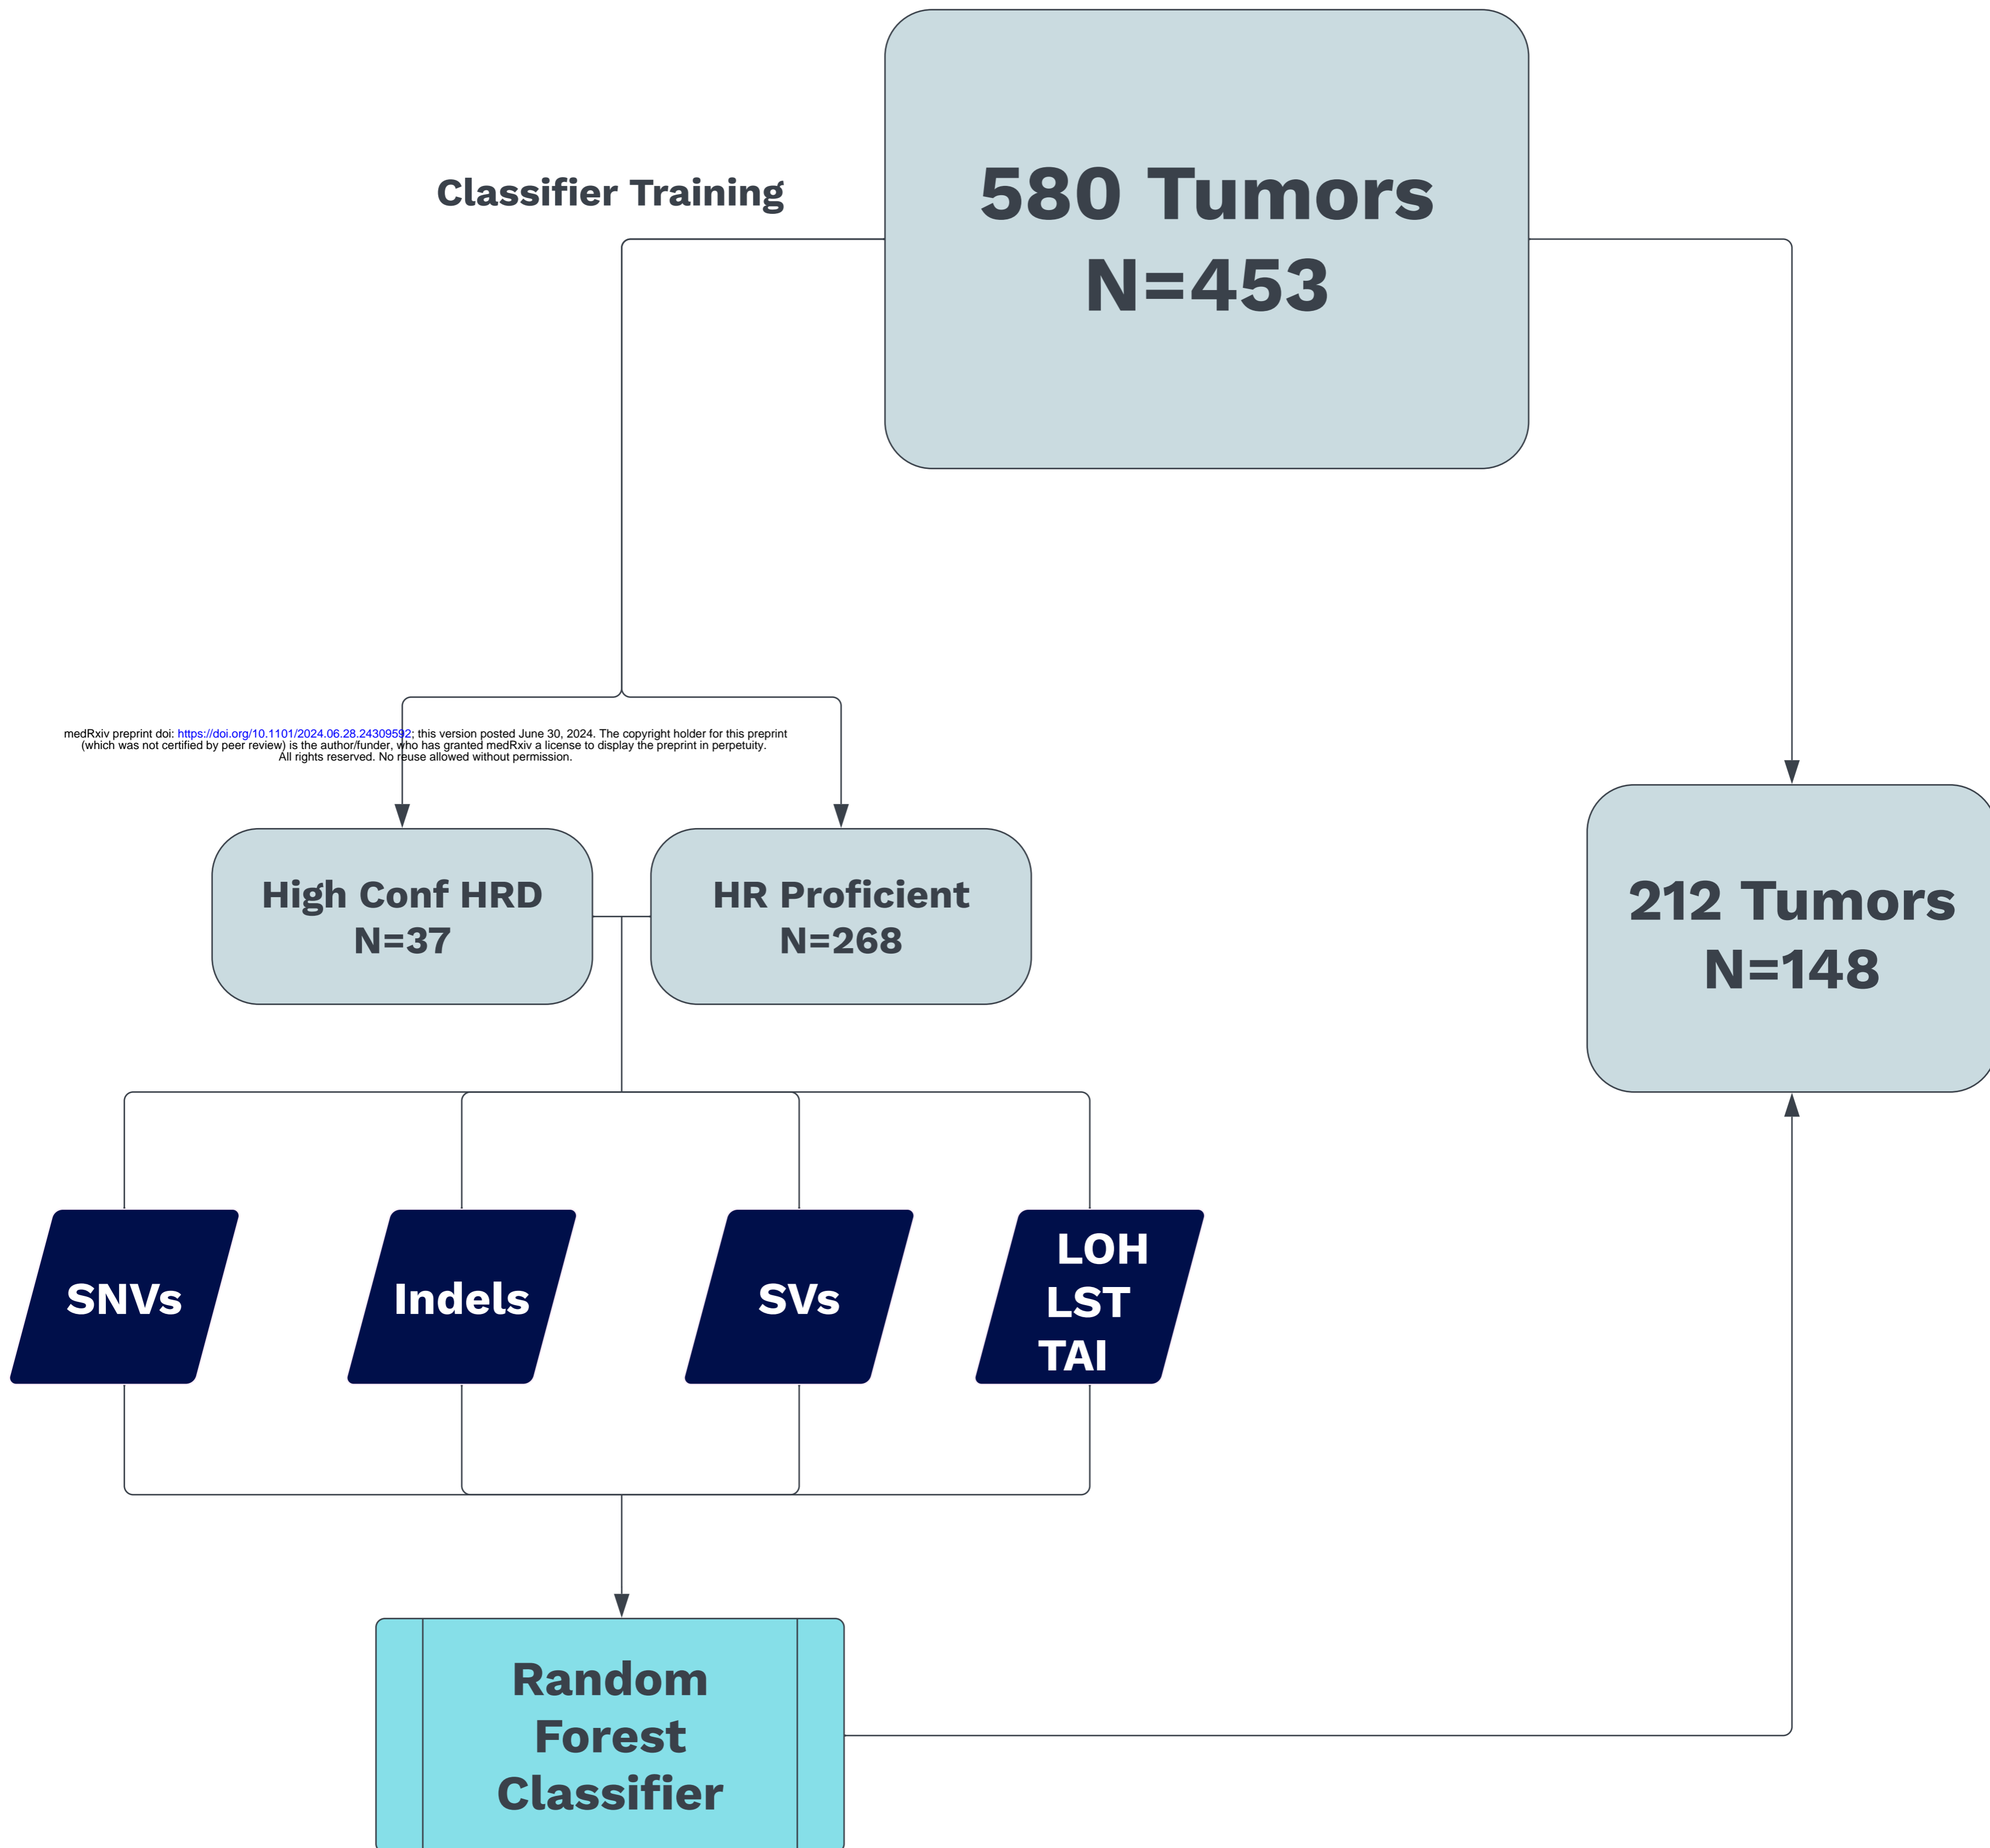 580 Tumors
N=453
Classifier Training
medRxiv preprint doi: https://doi.org/10.1101/2024.06.28.24309592; this version posted June 30, 2024. The copyright holder for this preprint
(which was not certified by peer review) is the author/funder, who has granted medRxiv a license to display the preprint in perpetuity.
All rights reserved. No reuse allowed without permission.
High Conf HRD
N=37
HR Proficient
N=268
212 Tumors
N=148
SNVs
Indels
SVs
LOH
LST
TAI
Random
Forest
Classifier